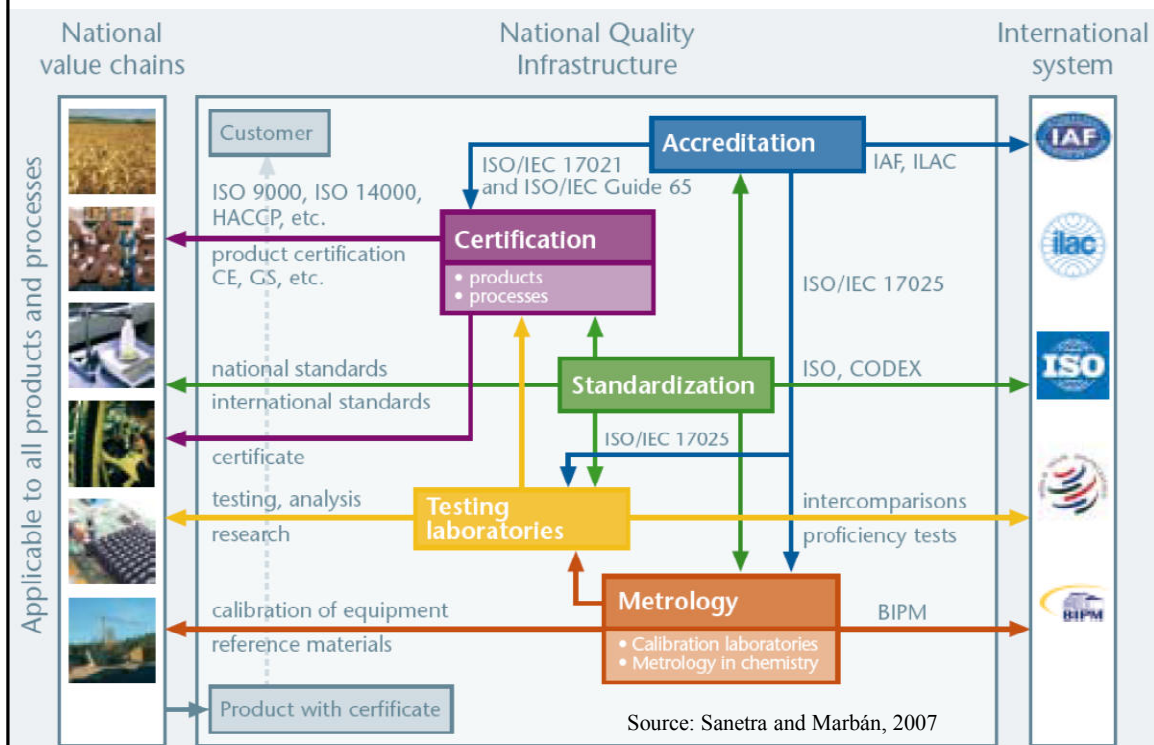 National
value chains
National Quality
Infrastructure
International
system
Applicable to all products and processes
Customer
Accreditation
IAF, ILAC
IAF
ISO/IEC 17021
and ISO/IEC Guide 65
ISO 9000, ISO 14000,
HACCP, etc.
Certification
• products
• processes
product certification
CE, GS, etc.
ilac
ISO/IEC 17025
national standards
international standards
Standardization
ISO, CODEX
ISO
ISO/IEC 17025
certificate
testing, analysis
research
Testing
laboratories
intercomparisons
proficiency tests
calibration of equipment
reference materials
Metrology
• Calibration laboratories
• Metrology in chemistry
BIPM
BIPM
Product with cerfificate
Source: Sanetra and Marbán, 2007